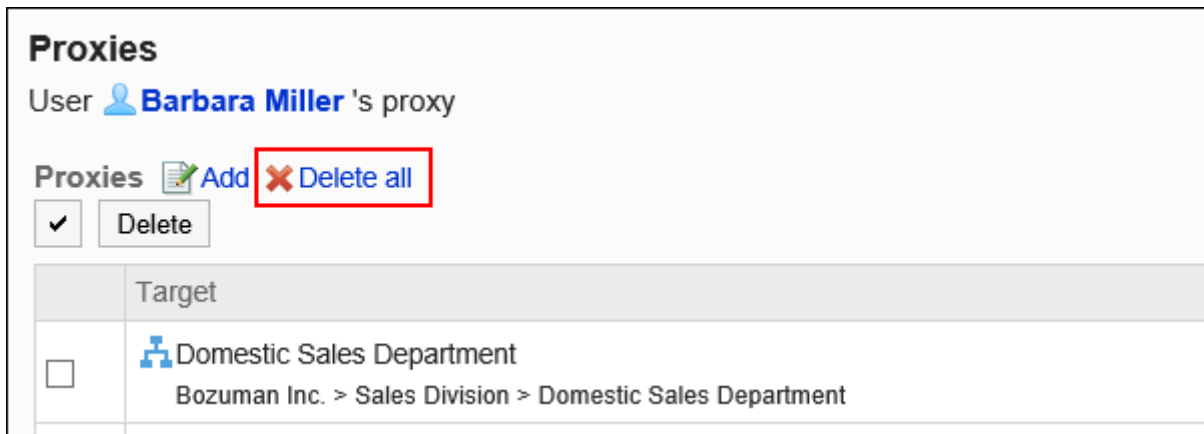 Proxies
User Barbara Miller 's proxy
Proxies Add Delete all
Delete
Target
Domestic Sales Department
Bozuman Inc. > Sales Division > Domestic Sales Department